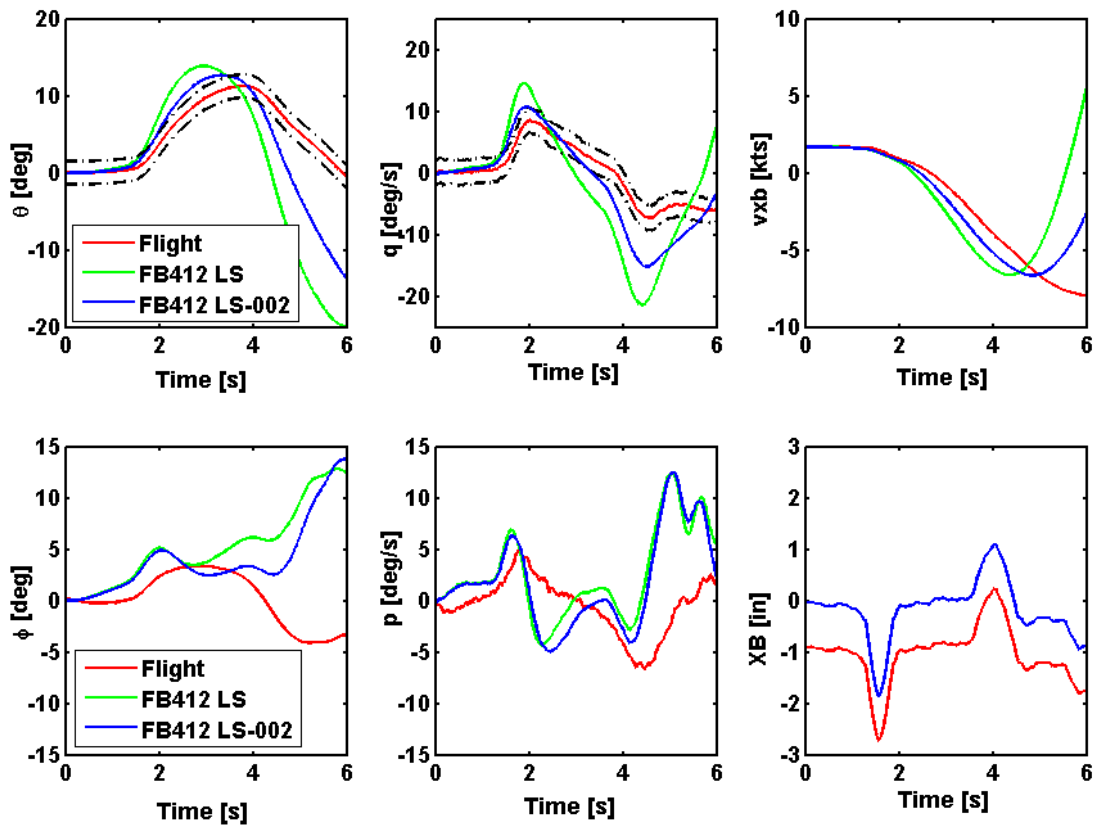 20
10
0
-10
-20
θ [deg]
Flight
FB412 LS
FB412 LS-002
0 2 4 6
Time [s]
20
10
0
-10
-20
q [deg/s]
0 2 4 6
Time [s]
10
5
0
-5
-10
vxb [kts]
0 2 4 6
Time [s]
15
10
5
0
-5
-10
-15
ϕ [deg]
Flight
FB412 LS
FB412 LS-002
0 2 4 6
Time [s]
15
10
5
0
-5
-10
-15
p [deg/s]
0 2 4 6
Time [s]
3
2
1
0
-1
-2
-3
XB [in]
0 2 4 6
Time [s]